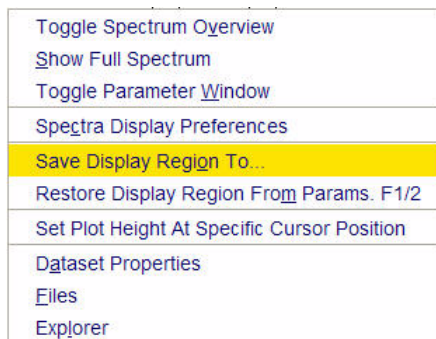 Toggle Spectrum Overview
Show Full Spectrum
Toggle Parameter Window
Spectra Display Preferences
Save Display Region To...
Restore Display Region From Params. F1/2
Set Plot Height At Specific Cursor Position
Dataset Properties
Files
Explorer